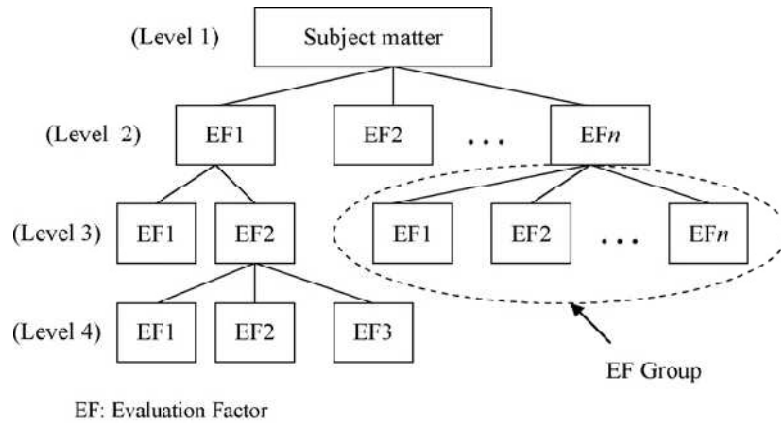 (Level 1) Subject matter
(Level 2) EF1 EF2 ... EFn
(Level 3) EF1 EF2 EF1 EF2 ... EFn
(Level 4) EF1 EF2 EF3
EF Group
EF: Evaluation Factor